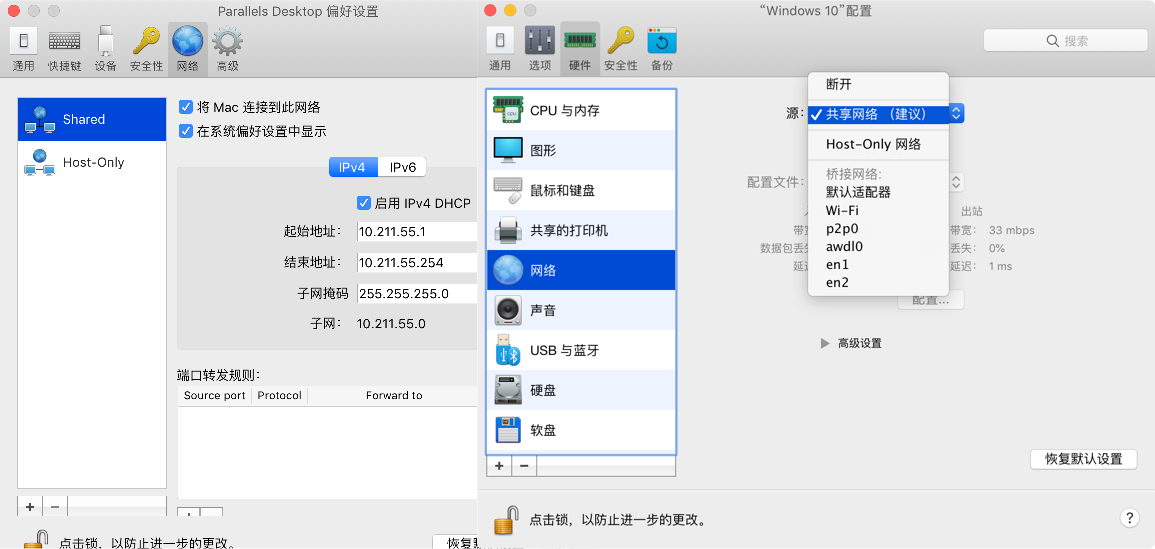 Parallels Desktop 偏好设置
通用 快捷键 设备 安全性 网络 高级
Shared
Host-Only
将 Mac 连接到此网络
在系统偏好设置中显示
IPv4 IPv6
启用 IPv4 DHCP
起始地址： 10.211.55.1
结束地址： 10.211.55.254
子网掩码 255.255.255.0
子网： 10.211.55.0
端口转发规则：
Source port Protocol Forward to
+ −
点击锁，以防止进一步的更改。
“Windows 10”配置
通用 选项 硬件 安全性 备份
搜索
CPU 与内存
图形
鼠标和键盘
共享的打印机
网络
声音
USB 与蓝牙
硬盘
软盘
+ −
源：
断开
✓ 共享网络 （建议）
Host-Only 网络
桥接网络:
默认适配器
Wi-Fi
p2p0
awdl0
en1
en2
配置文件：
出站
带宽： 33 mbps
丢失： 0%
延迟： 1 ms
配置...
高级设置
恢复默认设置
点击锁，以防止进一步的更改。
?